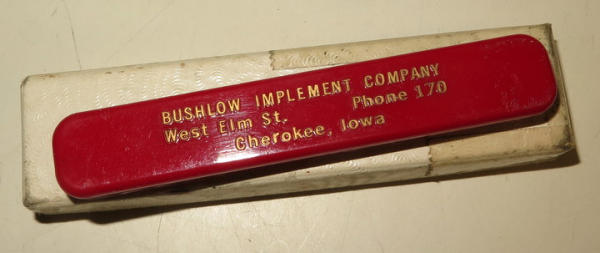 BUSHLOW IMPLEMENT COMPANY
West Elm St. Phone 170
Cherokee, Iowa